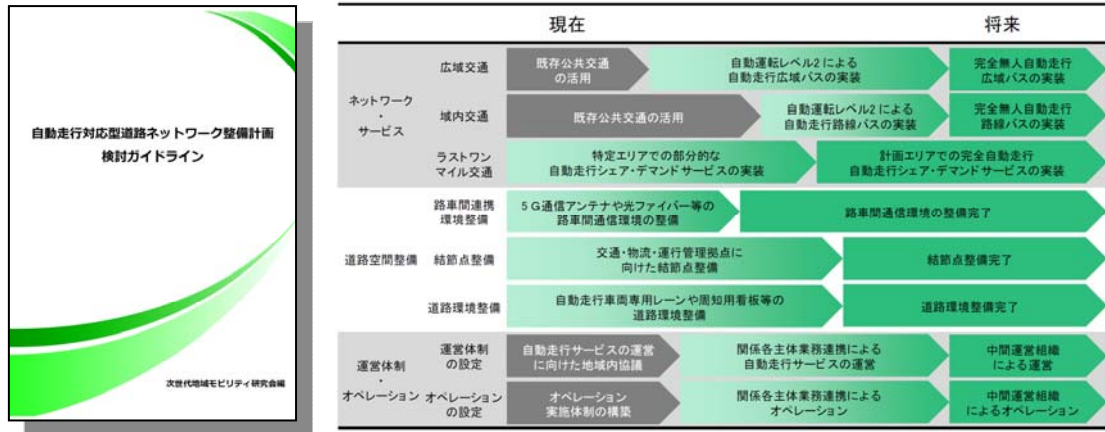 自動走行対応型道路ネットワーク整備計画
検討ガイドライン
次世代地域モビリティ研究会編
現在
将来
ネットワーク
・
サービス
広域交通
既存公共交通
の活用
自動運転レベル2による
自動走行広域バスの実装
完全無人自動走行
広域バスの実装
域内交通
既存公共交通の活用
自動運転レベル2による
自動走行路線バスの実装
完全無人自動走行
路線バスの実装
ラストワン
マイル交通
特定エリアでの部分的な
自動走行シェア・デマンドサービスの実装
計画エリアでの完全自動走行
自動走行シェア・デマンドサービスの実装
道路空間整備
路車間連携
環境整備
5G通信アンテナや光ファイバー等の
路車間通信環境の整備
路車間通信環境の整備完了
結節点整備
交通・物流・運行管理拠点に
向けた結節点整備
結節点整備完了
道路環境整備
自動走行車両専用レーンや周知用看板等の
道路環境整備
道路環境整備完了
運営体制
・
オペレーション
運営体制
の設定
自動走行サービスの運営
に向けた地域内協議
関係各主体業務連携による
自動走行サービスの運営
中間運営組織
による運営
オペレーション
の設定
オペレーション
実施体制の構築
関係各主体業務連携による
オペレーション
中間運営組織
によるオペレーション